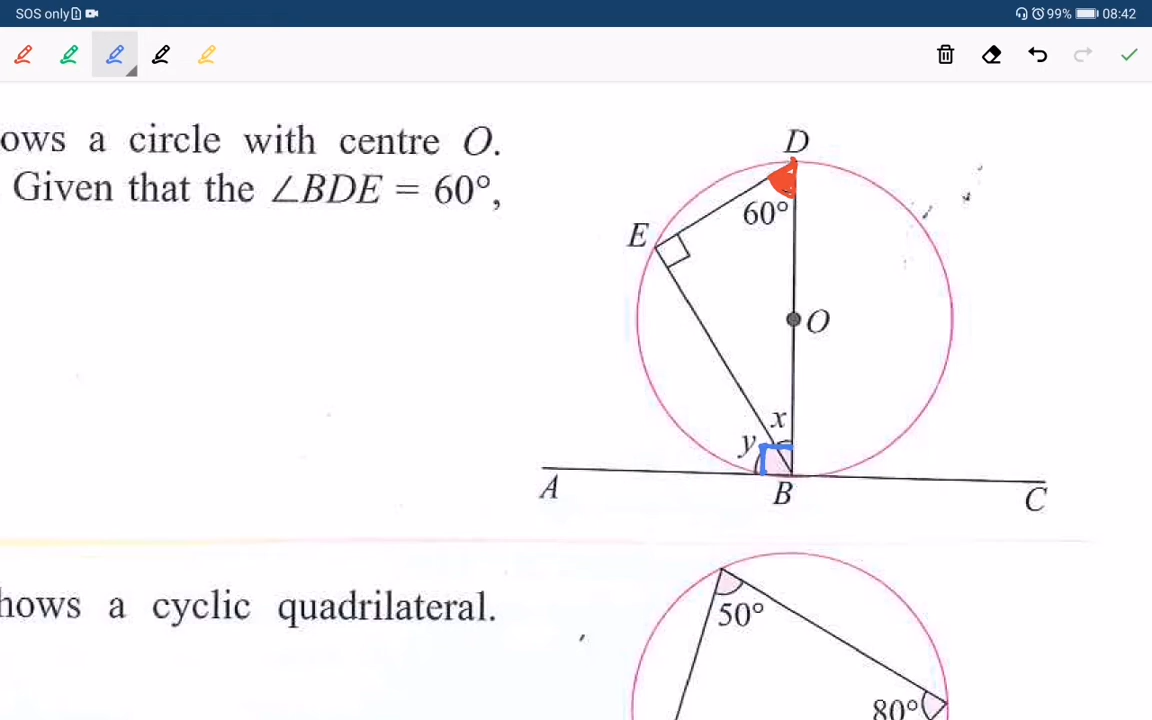 SOS only 99% 08:42
ows a circle with centre O.
Given that the ∠BDE = 60°,
D
60°
E
O
x
y
A
B
C
hows a cyclic quadrilateral.
50°
80°